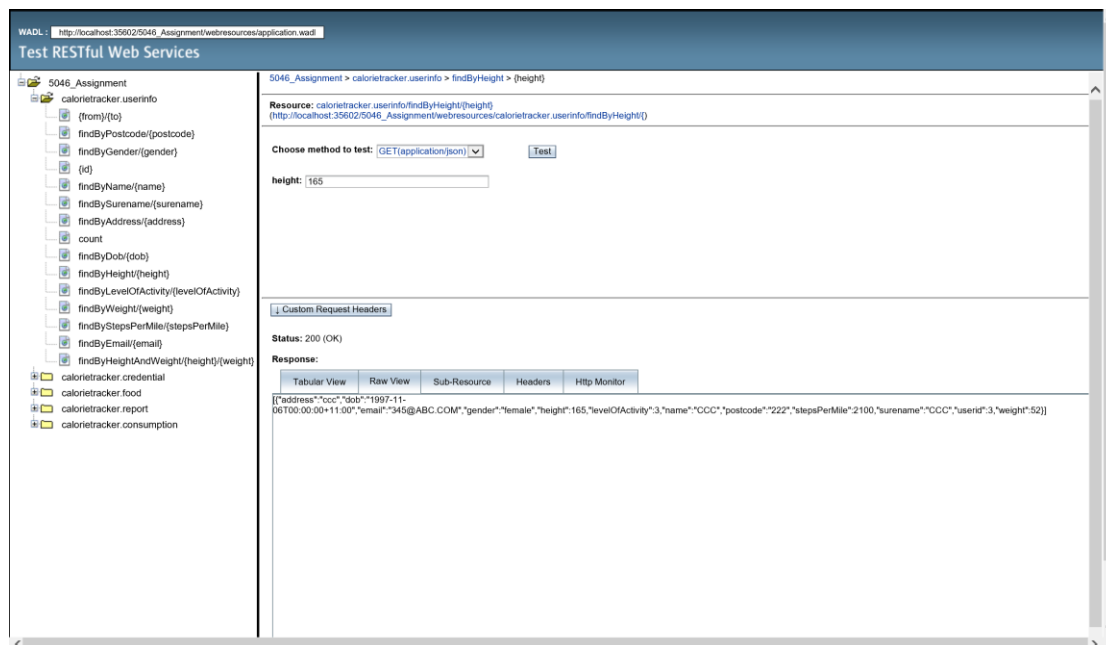 WADL : http://localhost:35602/5046_Assignment/webresources/application.wadl
Test RESTful Web Services
5046_Assignment
calorietracker.userinfo
{from}/{to}
findByPostcode/{postcode}
findByGender/{gender}
{id}
findByName/{name}
findBySurename/{surename}
findByAddress/{address}
count
findByDob/{dob}
findByHeight/{height}
findByLevelOfActivity/{levelOfActivity}
findByWeight/{weight}
findByStepsPerMile/{stepsPerMile}
findByEmail/{email}
findByHeightAndWeight/{height}/{weight}
calorietracker.credential
calorietracker.food
calorietracker.report
calorietracker.consumption
5046_Assignment > calorietracker.userinfo > findByHeight > {height}
Resource: calorietracker.userinfo/findByHeight/{height}
(http://localhost:35602/5046_Assignment/webresources/calorietracker.userinfo/findByHeight/{)
Choose method to test: GET(application/json) Test
height: 165
↓ Custom Request Headers
Status: 200 (OK)
Response:
Tabular View Raw View Sub-Resource Headers Http Monitor
[{"address":"ccc","dob":"1997-11-
06T00:00:00+11:00","email":"345@ABC.COM","gender":"female","height":165,"levelOfActivity":3,"name":"CCC","postcode":"222","stepsPerMile":2100,"surename":"CCC","userid":3,"weight":52}]